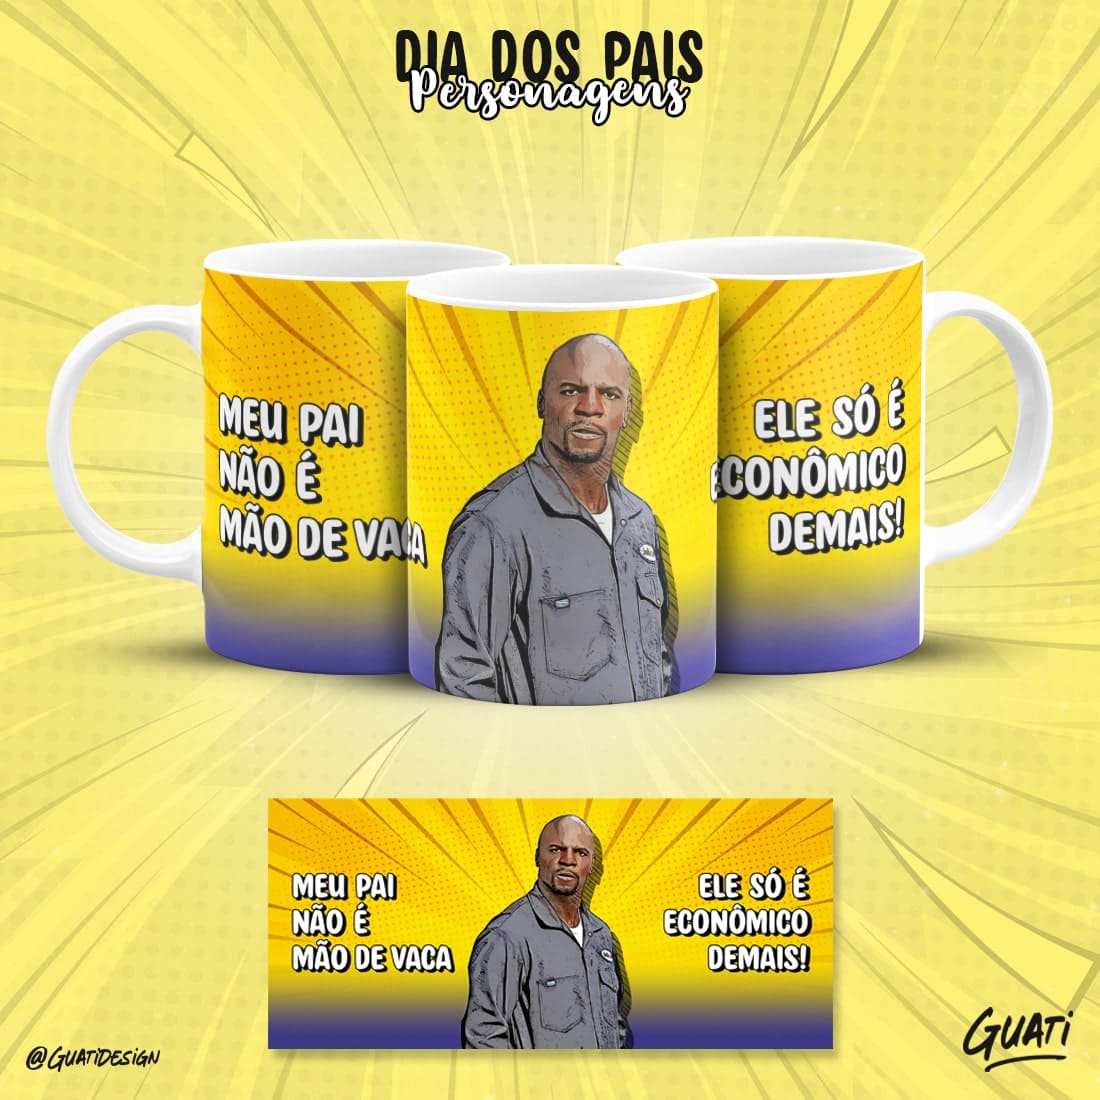 DIA DOS PAIS
Personagens
MEU PAI
NÃO É
MÃO DE VACA
ELE SÓ É
ECONÔMICO
DEMAIS!
MEU PAI
NÃO É
MÃO DE VACA
ELE SÓ É
ECONÔMICO
DEMAIS!
@GUATIDESIGN
GUATI